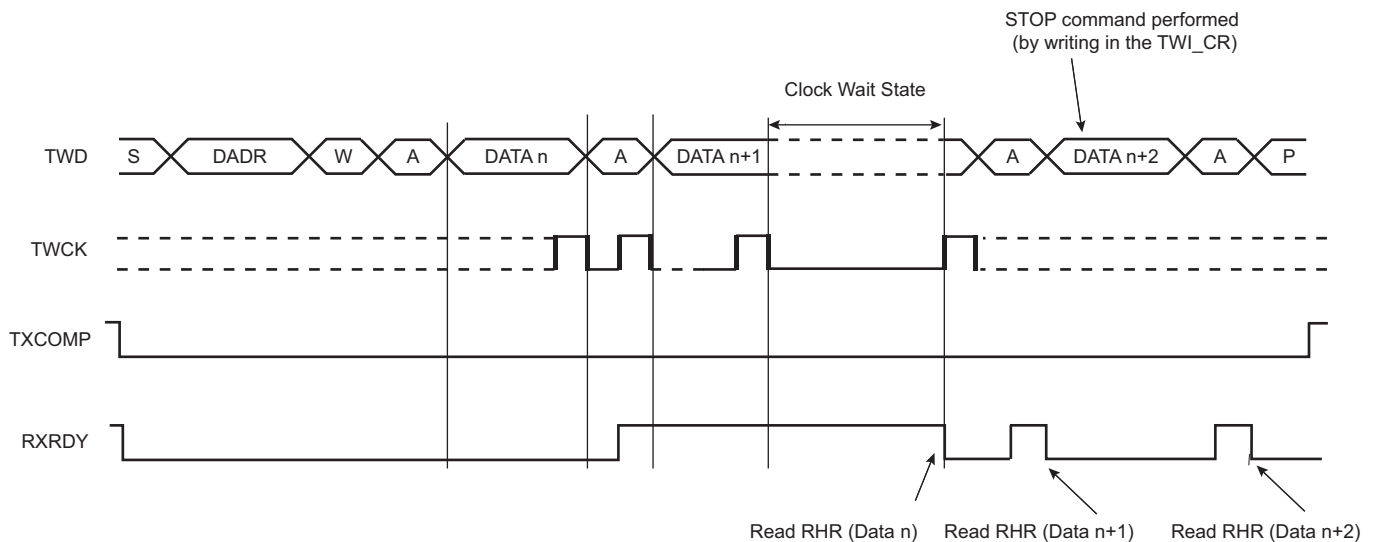 STOP command performed
(by writing in the TWI_CR)
Clock Wait State
TWD S DADR W A DATA n A DATA n+1 A DATA n+2 A P
TWCK
TXCOMP
RXRDY
Read RHR (Data n) Read RHR (Data n+1) Read RHR (Data n+2)